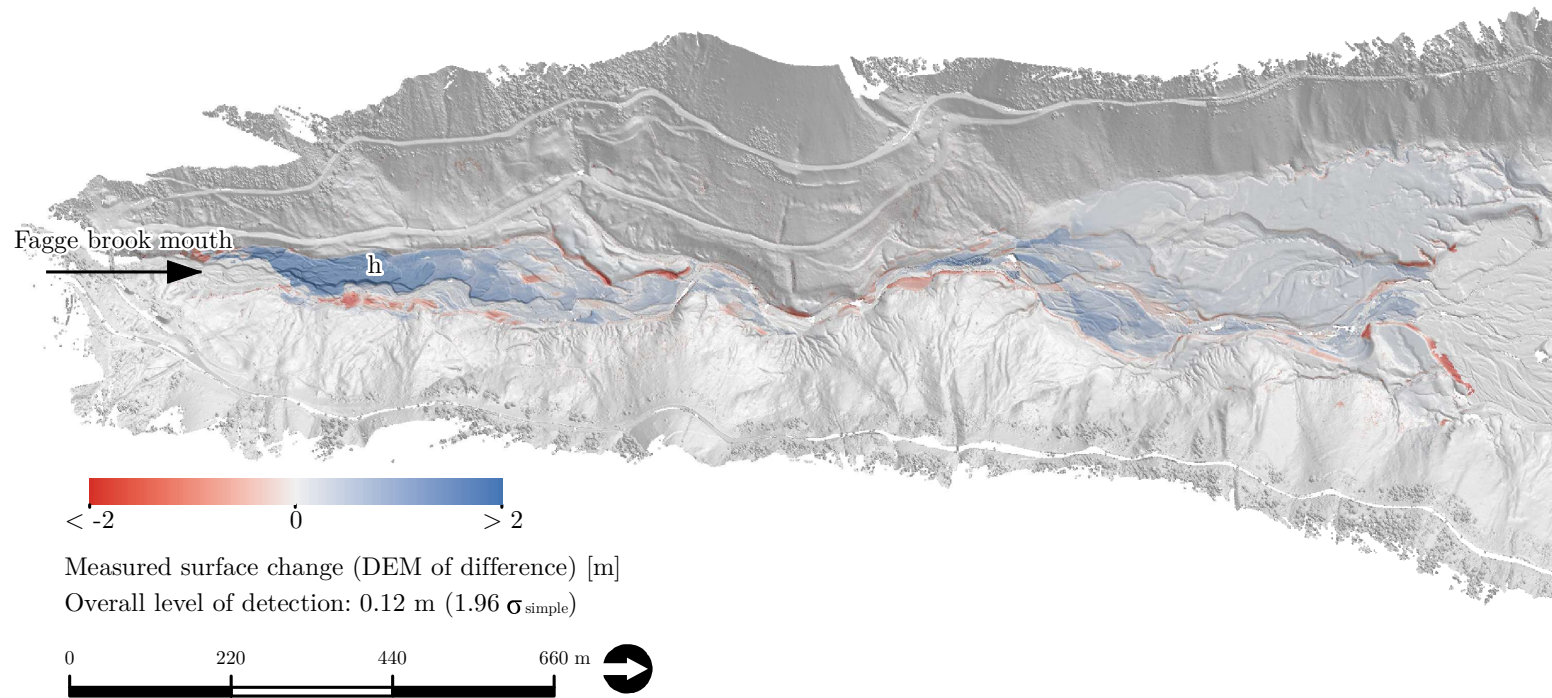 Fagge brook mouth
h
< -2 0 > 2
Measured surface change (DEM of difference) [m]
Overall level of detection: 0.12 m (1.96 σ simple)
0 220 440 660 m